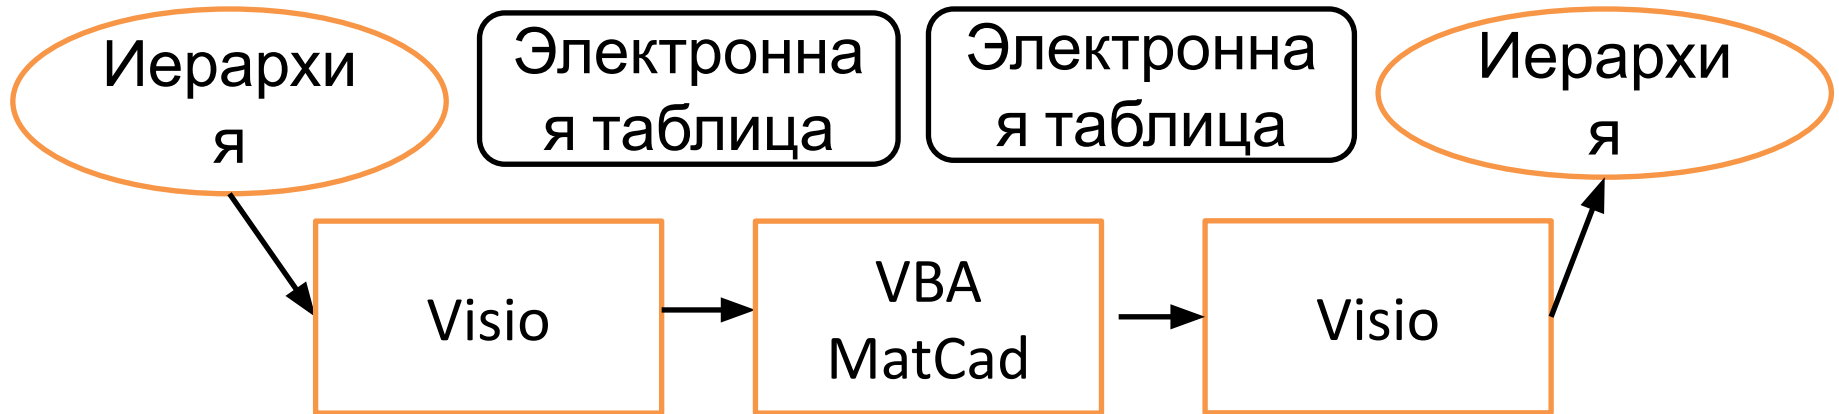 Иерархи
я
Электронна
я таблица
Электронна
я таблица
Иерархи
я
Visio
VBA
MatCad
Visio